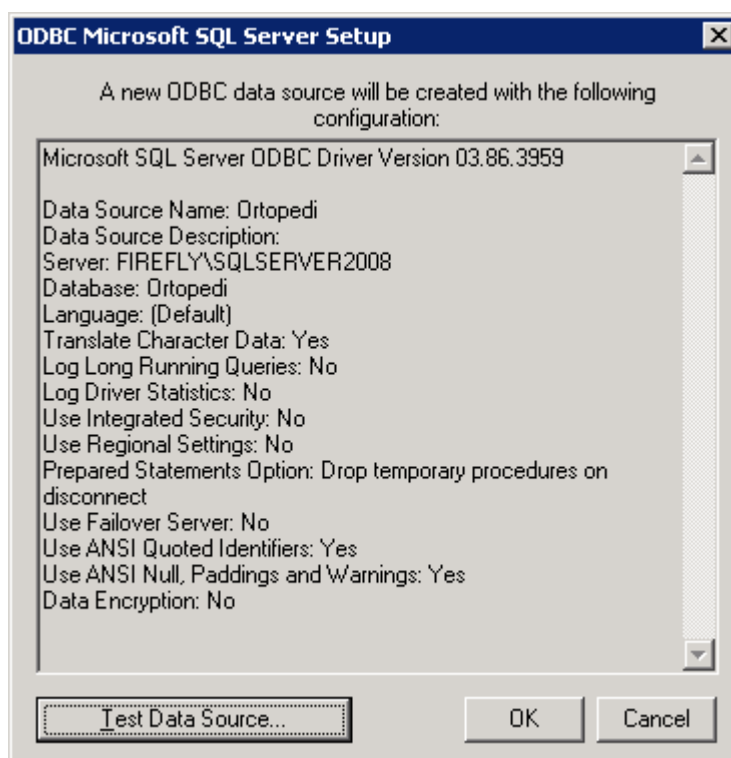 ODBC Microsoft SQL Server Setup
A new ODBC data source will be created with the following
configuration:
Microsoft SQL Server ODBC Driver Version 03.86.3959
Data Source Name: Ortopedi
Data Source Description:
Server: FIREFLY\SQLSERVER2008
Database: Ortopedi
Language: (Default)
Translate Character Data: Yes
Log Long Running Queries: No
Log Driver Statistics: No
Use Integrated Security: No
Use Regional Settings: No
Prepared Statements Option: Drop temporary procedures on
disconnect
Use Failover Server: No
Use ANSI Quoted Identifiers: Yes
Use ANSI Null, Paddings and Warnings: Yes
Data Encryption: No
Test Data Source...
OK
Cancel